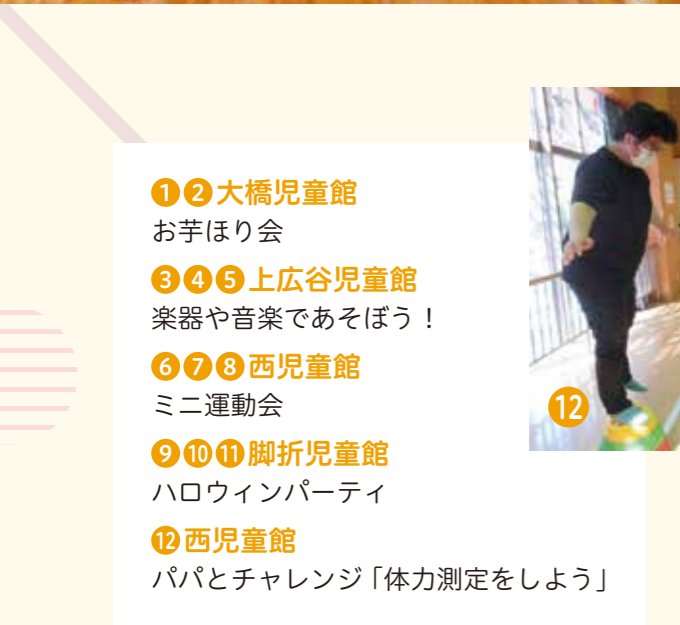 ❶❷大橋児童館
お芋ほり会
❸❹❺上広谷児童館
楽器や音楽であそぼう！
❻❼❽西児童館
ミニ運動会
❾❿⓫脚折児童館
ハロウィンパーティ
⓬西児童館
パパとチャレンジ「体力測定をしよう」
12